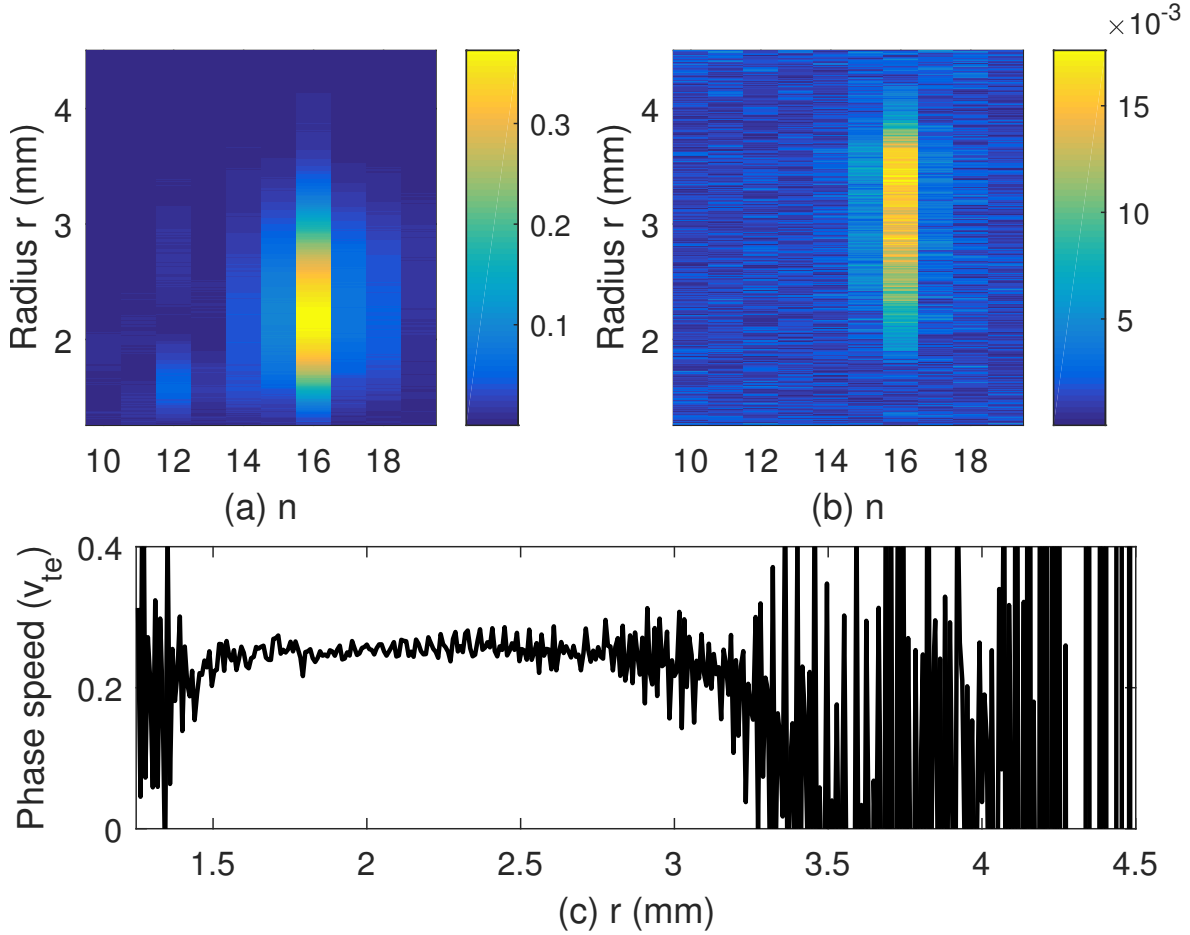 ×10⁻³
4
3
2
Radius r (mm)
10 12 14 16 18
(a) n
0.3
0.2
0.1
4
3
2
Radius r (mm)
10 12 14 16 18
(b) n
15
10
5
0.4
0.2
0
Phase speed (v_te)
1.5 2 2.5 3 3.5 4 4.5
(c) r (mm)